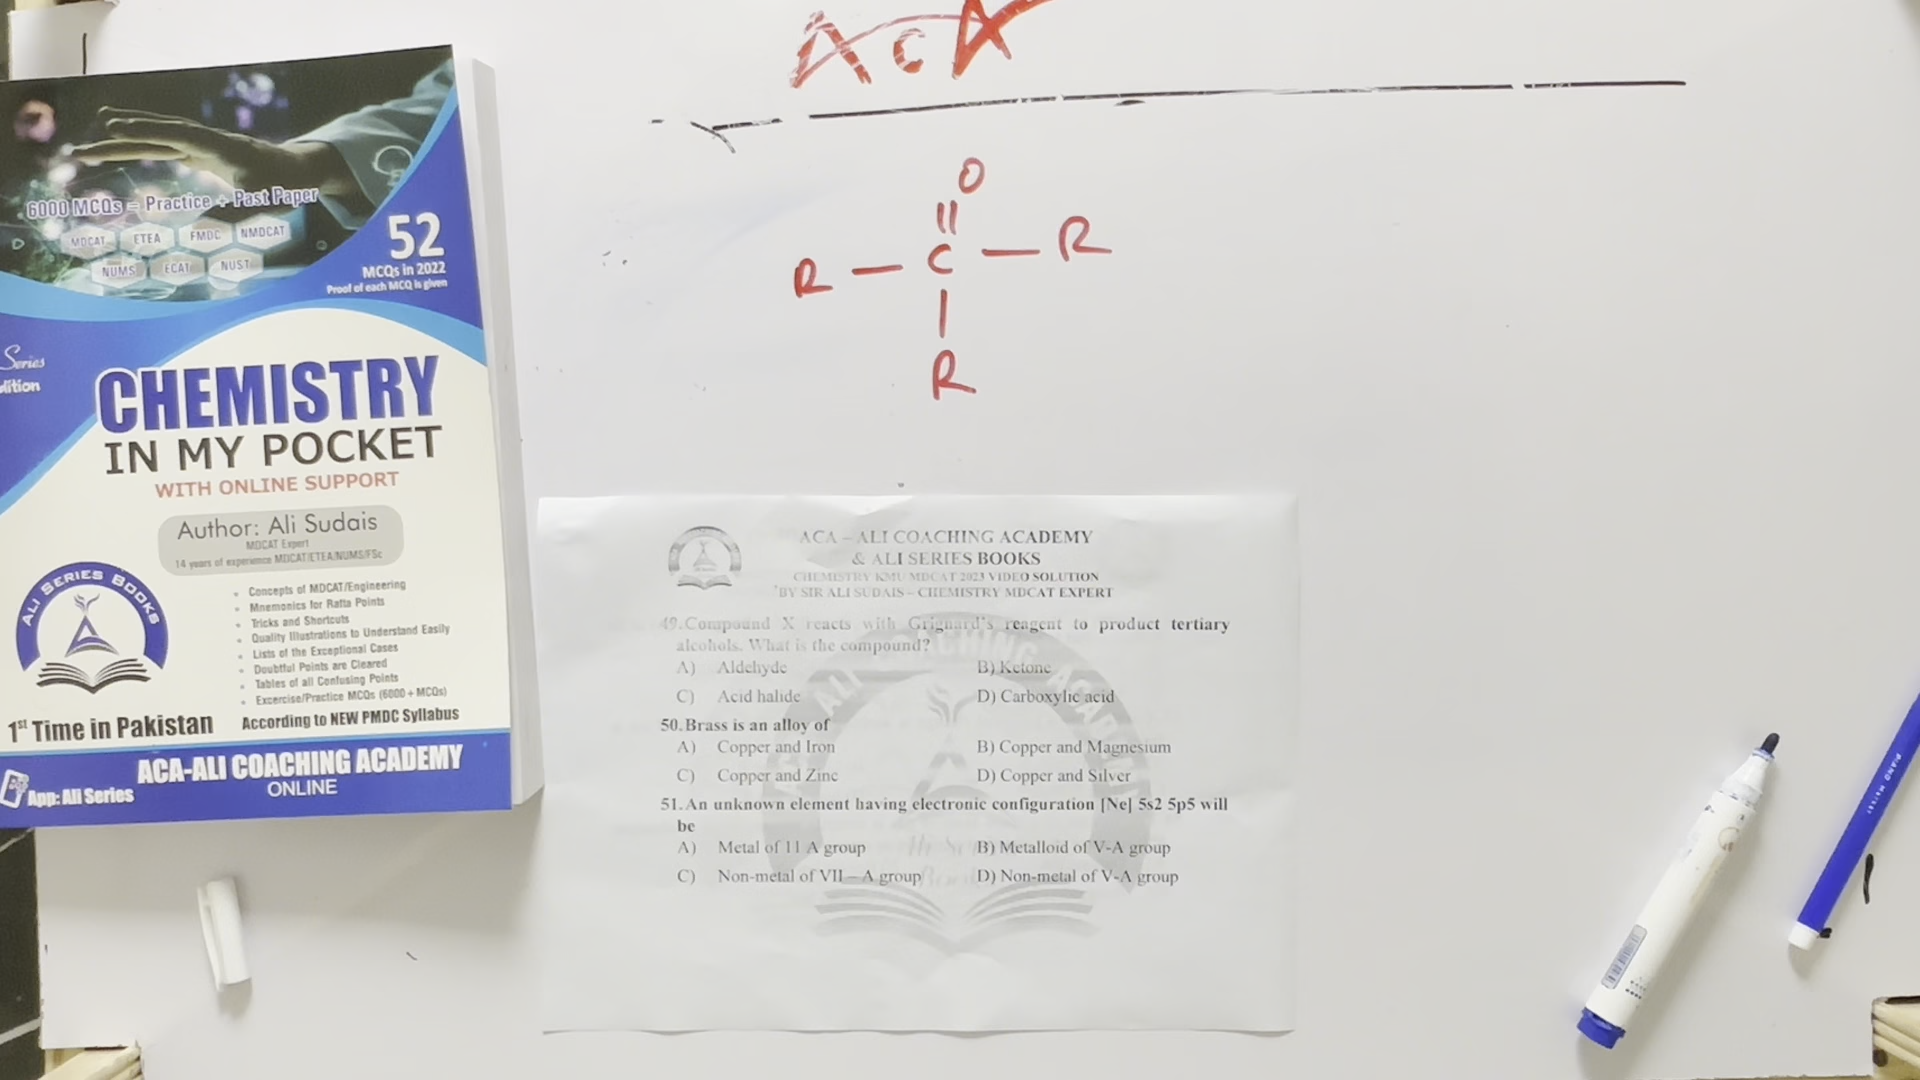 ACA
O
||
R — C — R
|
R
6000 MCQs = Practice + Past Paper
MDCAT ETEA FMDC NMDCAT
NUMS ECAT NUST
52
MCQs in 2022
Proof of each MCQ is given
Series
CHEMISTRY
IN MY POCKET
WITH ONLINE SUPPORT
Author: Ali Sudais
MDCAT Expert
14 years of experience MDCAT/ETEA/NUMS/FSc
ALI SERIES BOOKS
• Concepts of MDCAT/Engineering
• Mnemonics for Ratta Points
• Tricks and Shortcuts
• Quality Illustrations to Understand Easily
• Lists of the Exceptional Cases
• Doubtful Points are Cleared
• Tables of all Confusing Points
• Excercise/Practice MCQs (6000+MCQs)
1st Time in Pakistan
According to NEW PMDC Syllabus
ACA-ALI COACHING ACADEMY
ONLINE
App: Ali Series
ACA – ALI COACHING ACADEMY
& ALI SERIES BOOKS
CHEMISTRY KMU MDCAT 2023 VIDEO SOLUTION
BY SIR ALI SUDAIS – CHEMISTRY MDCAT EXPERT
49. Compound X reacts with Grignard's reagent to product tertiary
alcohols. What is the compound?
A) Aldehyde B) Ketone
C) Acid halide D) Carboxylic acid
50. Brass is an alloy of
A) Copper and Iron B) Copper and Magnesium
C) Copper and Zinc D) Copper and Silver
51. An unknown element having electronic configuration [Ne] 5s2 5p5 will
be
A) Metal of 11 A group B) Metalloid of V-A group
C) Non-metal of VII – A group D) Non-metal of V-A group